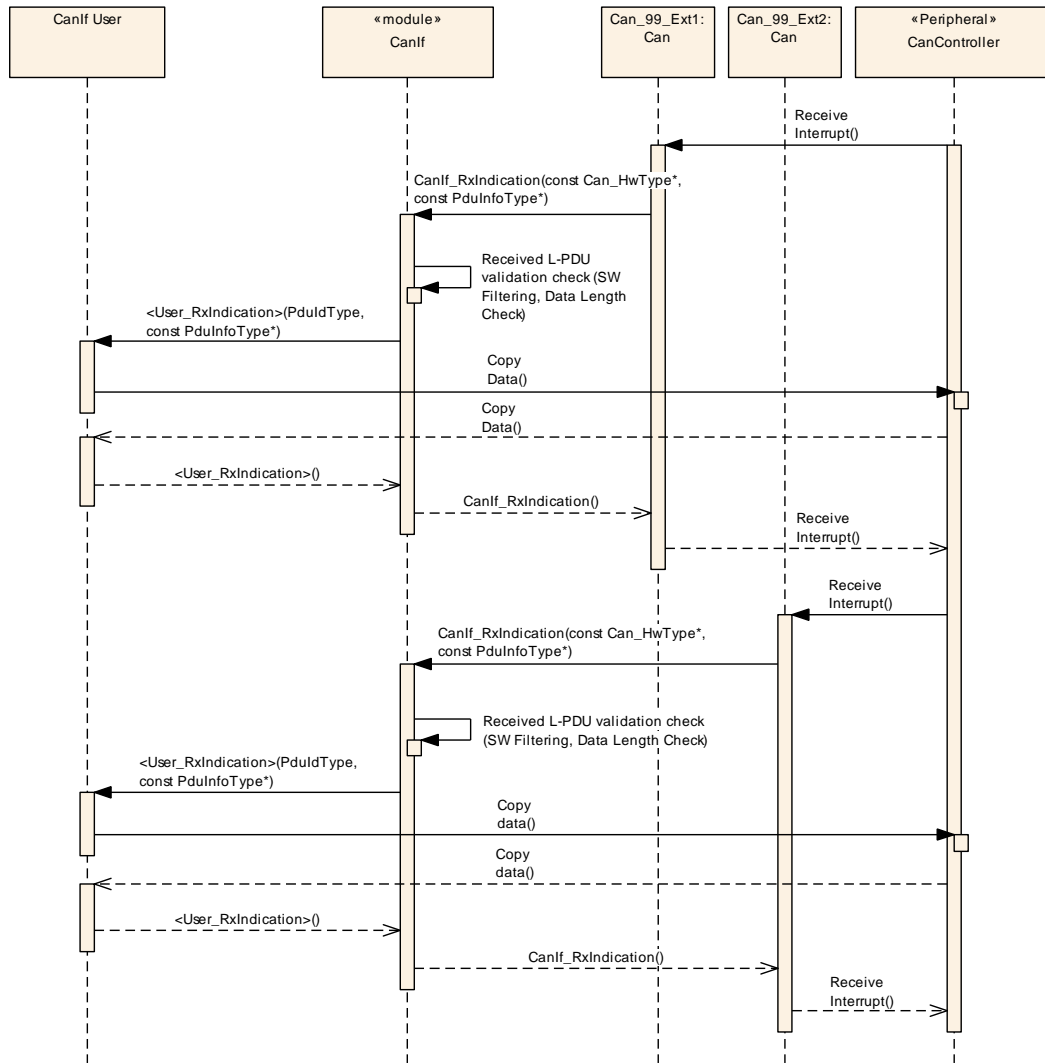 CanIf User
«module»
CanIf
Can_99_Ext1:
Can
Can_99_Ext2:
Can
«Peripheral»
CanController
Receive
Interrupt()
CanIf_RxIndication(const Can_HwType*,
const PduInfoType*)
Received L-PDU
validation check (SW
Filtering, Data Length
Check)
<User_RxIndication>(PduIdType,
const PduInfoType*)
Copy
Data()
Copy
Data()
<User_RxIndication>()
CanIf_RxIndication()
Receive
Interrupt()
Receive
Interrupt()
CanIf_RxIndication(const Can_HwType*,
const PduInfoType*)
Received L-PDU validation check
(SW Filtering, Data Length Check)
<User_RxIndication>(PduIdType,
const PduInfoType*)
Copy
data()
Copy
data()
<User_RxIndication>()
CanIf_RxIndication()
Receive
Interrupt()